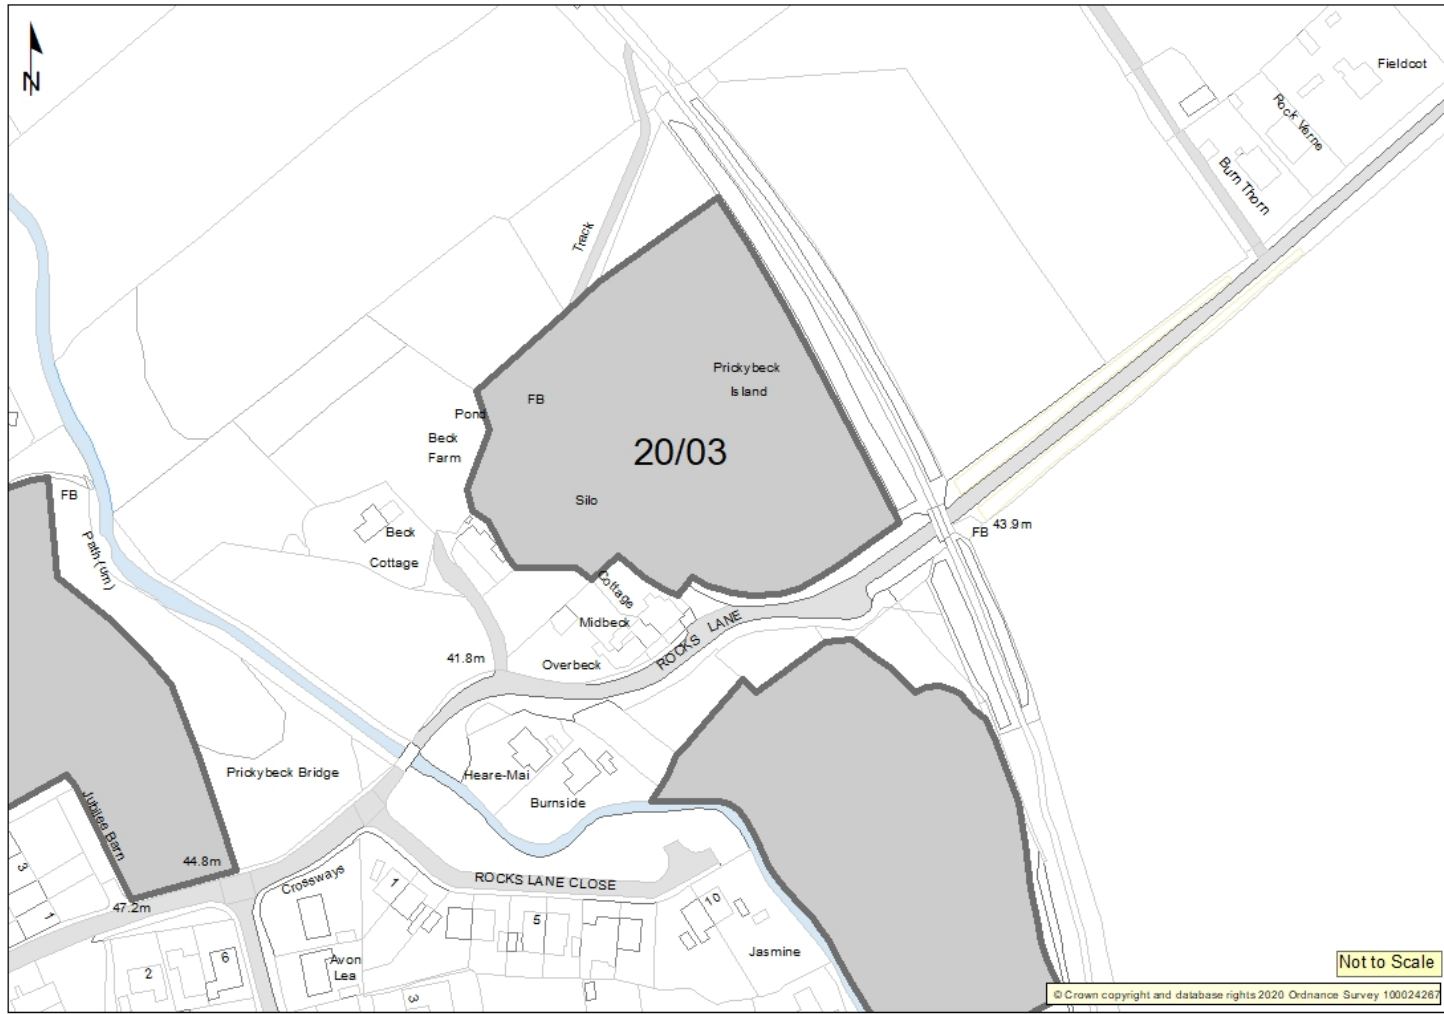 N
Fieldcot
Rock Verne
Burn Thorn
Track
Prickybeck
Island
FB
Pond
Beck
Farm
20/03
Silo
FB
Path (um)
Beck
Cottage
FB
43.9m
Cottage
Midbeck
ROCKS LANE
41.8m
Overbeck
Prickybeck Bridge
Heare-Mai
Burnside
Jubilee Barn
3
1
44.8m
47.2m
Crossways
1
ROCKS LANE CLOSE
5
10
Jasmine
2
6
Avon
Lea
3
Not to Scale
© Crown copyright and database rights 2020 Ordnance Survey 100024267